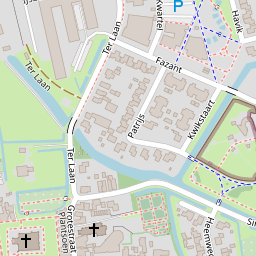 Kwartel
P
Havik
Ter Laan
Fazant
Ter Laan
Patrijs
Kwikstaart
Ter Laan
Grotestraat
Plantsoen
Heemweg